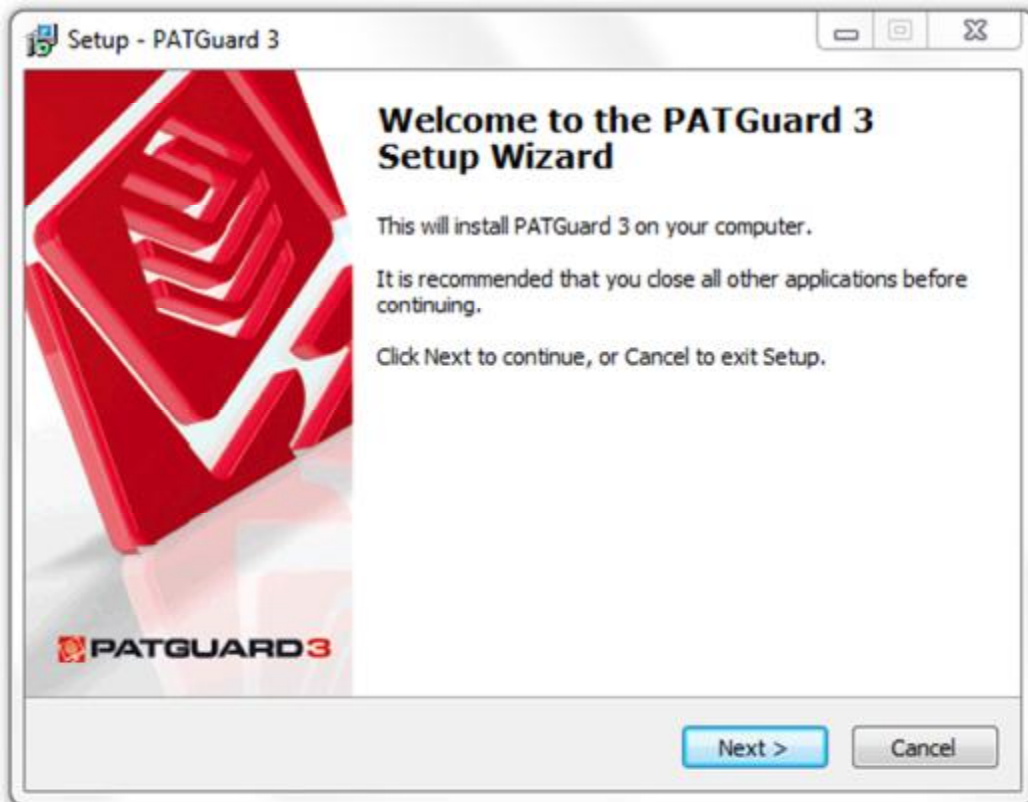 Setup - PATGuard 3
Welcome to the PATGuard 3
Setup Wizard
This will install PATGuard 3 on your computer.
It is recommended that you close all other applications before
continuing.
Click Next to continue, or Cancel to exit Setup.
PATGUARD3
Next >
Cancel